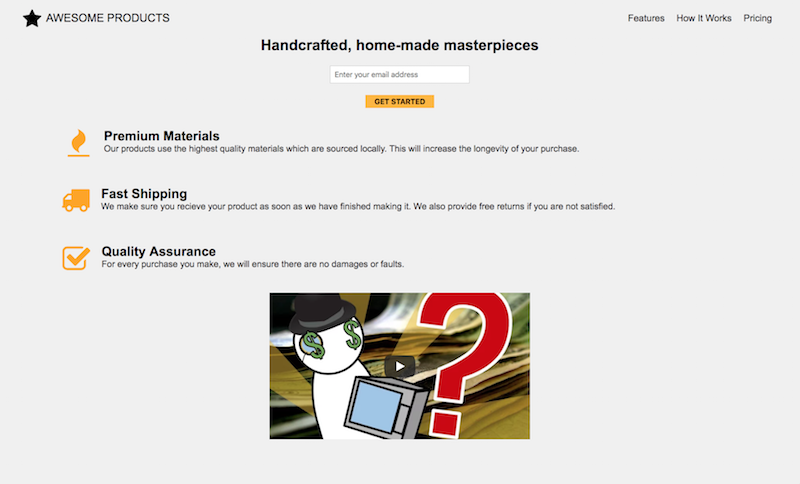 AWESOME PRODUCTS
Features How It Works Pricing
Handcrafted, home-made masterpieces
Enter your email address
GET STARTED
Premium Materials
Our products use the highest quality materials which are sourced locally. This will increase the longevity of your purchase.
Fast Shipping
We make sure you recieve your product as soon as we have finished making it. We also provide free returns if you are not satisfied.
Quality Assurance
For every purchase you make, we will ensure there are no damages or faults.
$ $
?